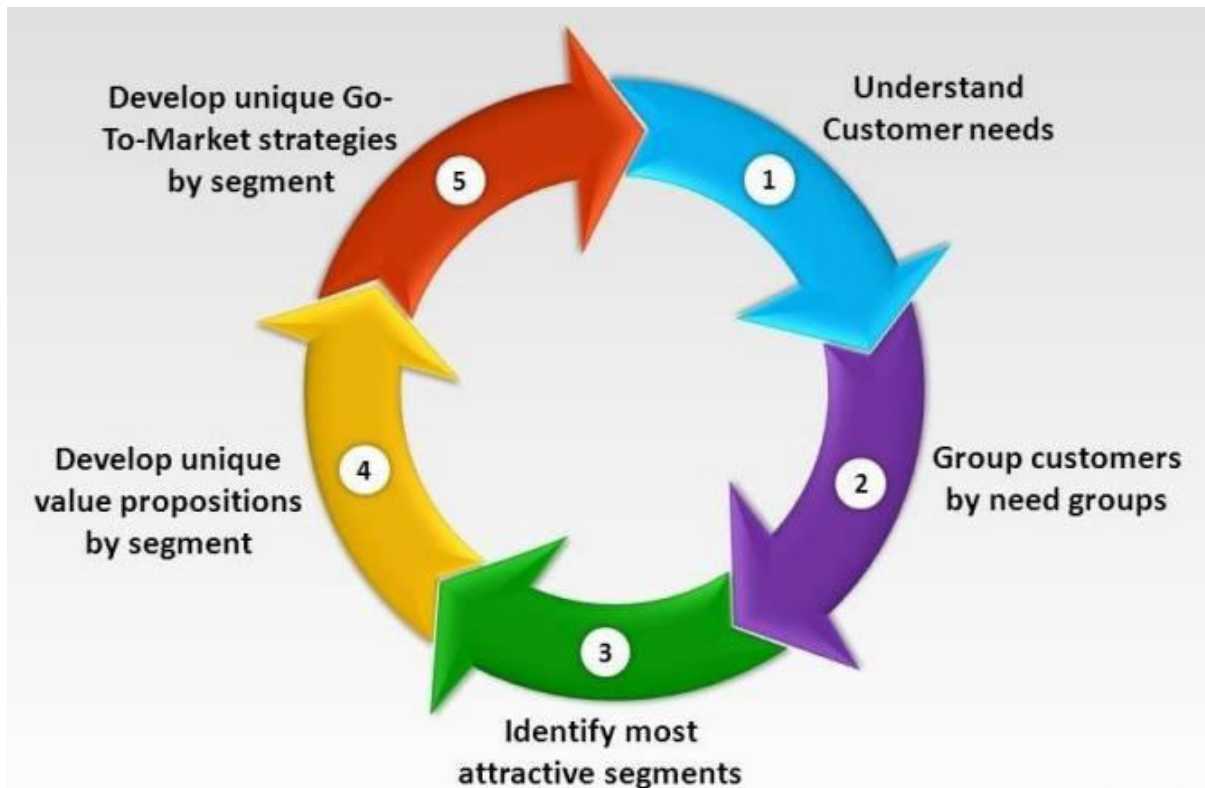 1
Understand
Customer needs
2
Group customers
by need groups
3
Identify most
attractive segments
4
Develop unique
value propositions
by segment
5
Develop unique Go-
To-Market strategies
by segment